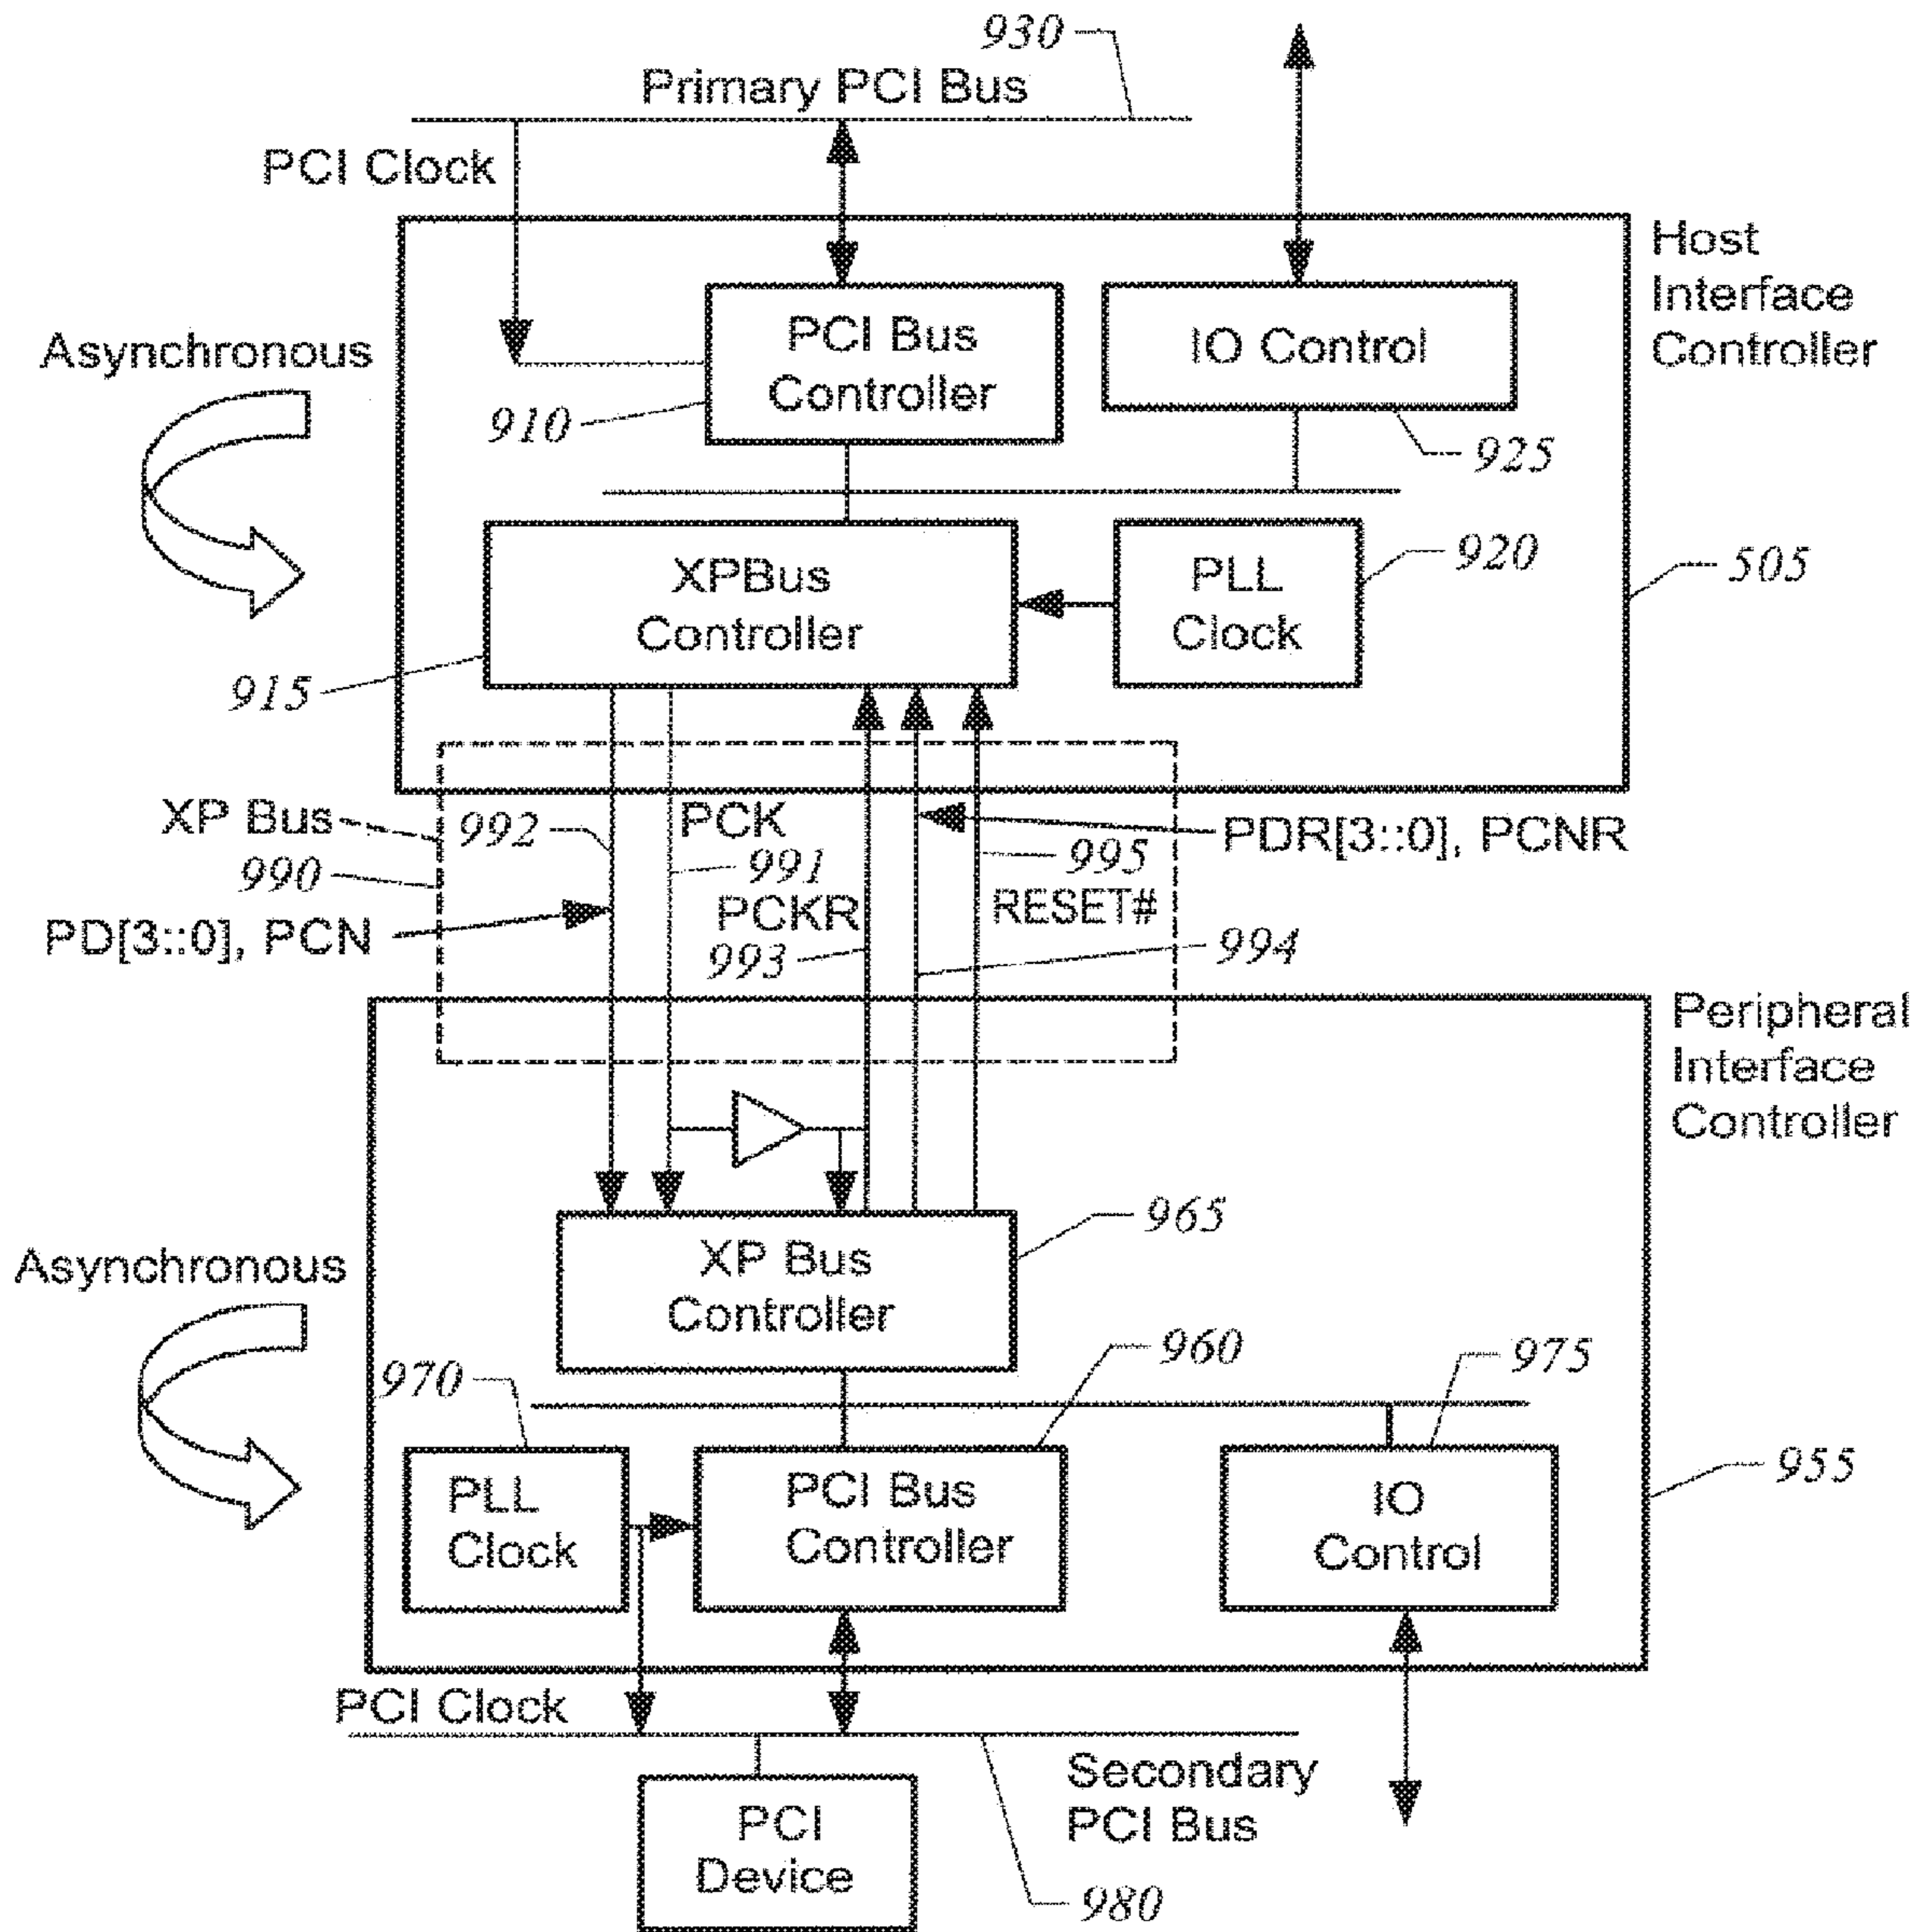 930
Primary PCI Bus
PCI Clock
Host
Interface
Controller
Asynchronous
PCI Bus
Controller
IO Control
910
925
XPBus
Controller
PLL
Clock
920
505
915
XP Bus
990
992
PCK
991
PDR[3::0], PCNR
995
PD[3::0], PCN
PCKR
993
RESET#
994
Peripheral
Interface
Controller
965
XP Bus
Controller
Asynchronous
970
960
975
955
PLL
Clock
PCI Bus
Controller
IO
Control
PCI Clock
Secondary
PCI Bus
PCI
Device
980